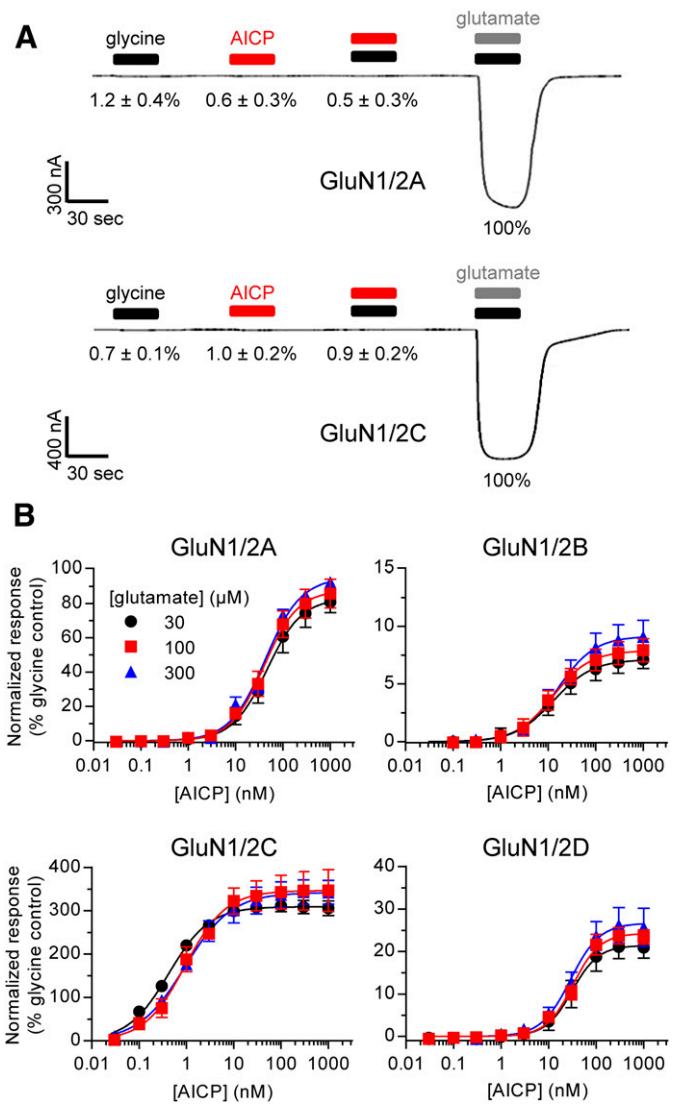 A
glycine AICP glutamate
1.2 ± 0.4% 0.6 ± 0.3% 0.5 ± 0.3%
300 nA
30 sec
GluN1/2A
100%
glutamate
glycine AICP
0.7 ± 0.1% 1.0 ± 0.2% 0.9 ± 0.2%
400 nA
30 sec
GluN1/2C
100%
B
GluN1/2A
Normalized response
(% glycine control)
100
80
60
40
20
0
[glutamate] (μM)
30
100
300
0.01 0.1 1 10 100 1000
[AICP] (nM)
GluN1/2B
15
10
5
0
0.01 0.1 1 10 100 1000
[AICP] (nM)
GluN1/2C
Normalized response
(% glycine control)
400
300
200
100
0
0.01 0.1 1 10 100 1000
[AICP] (nM)
GluN1/2D
40
30
20
10
0
0.01 0.1 1 10 100 1000
[AICP] (nM)